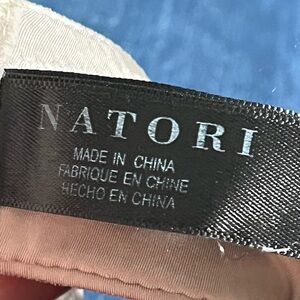 NATORI
MADE IN CHINA
FABRIQUE EN CHINE
HECHO EN CHINA